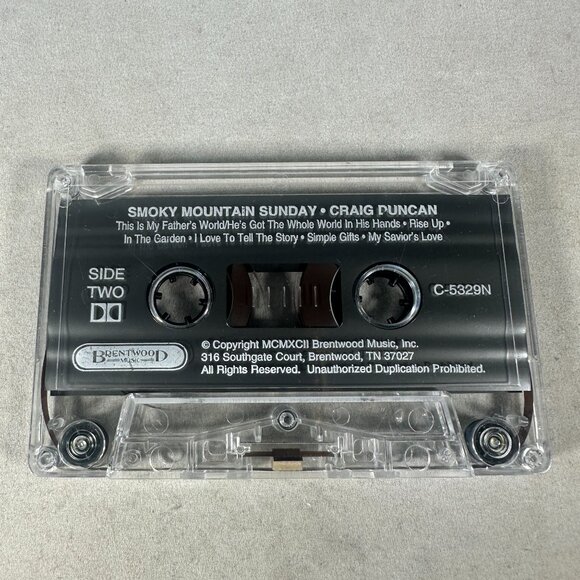 SMOKY MOUNTAiN SUNDAY • CRAIG DUNCAN
This Is My Father's World/He's Got The Whole World In His Hands • Rise Up •
In The Garden • I Love To Tell The Story • Simple Gifts • My Savior's Love
SIDE
TWO
C-5329N
BRENTWOOD
MUSIC
© Copyright MCMXCII Brentwood Music, Inc.
316 Southgate Court, Brentwood, TN 37027
All Rights Reserved. Unauthorized Duplication Prohibited.